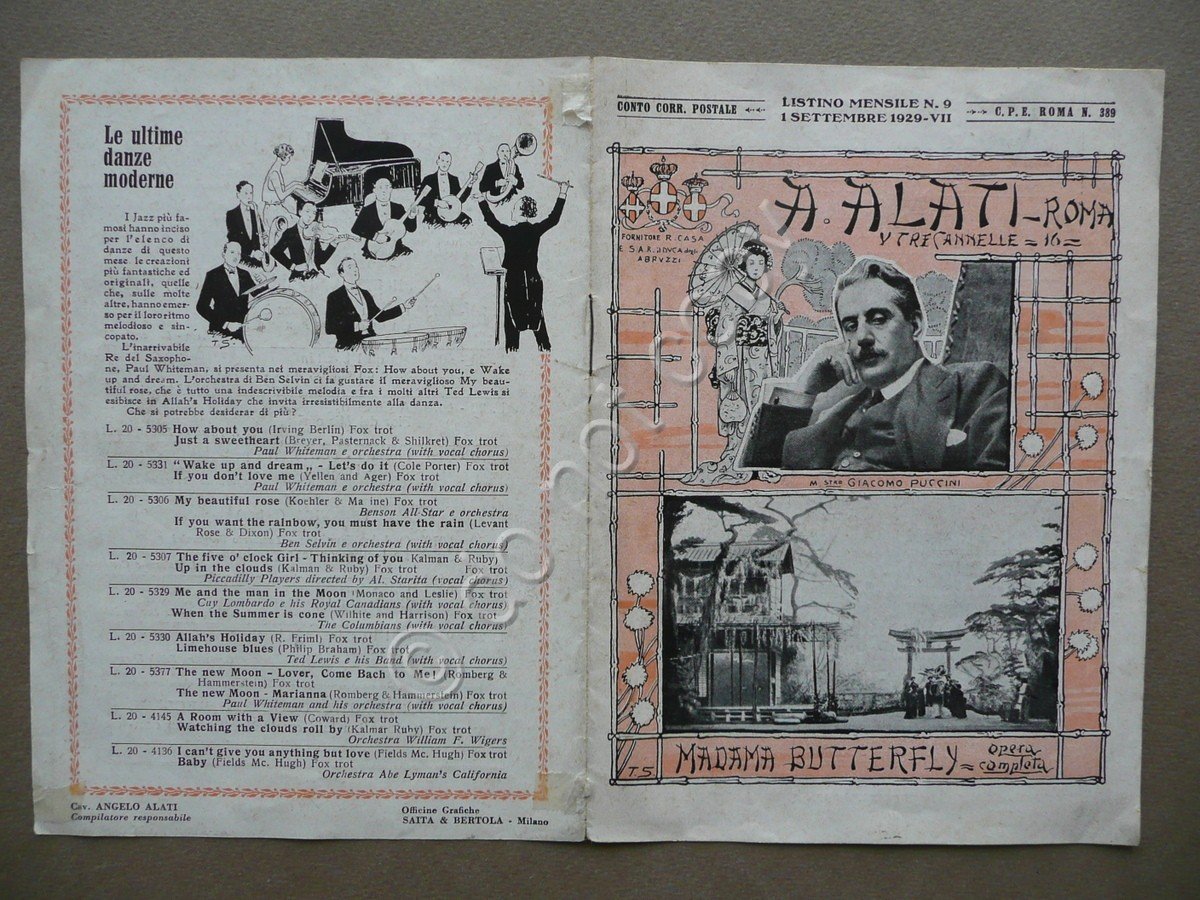 Le ultime
danze
moderne
I Jazz più fa-
mosi hanno inciso
per l'elenco di
danze di questo
mese, le creazioni
più fantastiche ed
originali, quelle
che, sulle molte
altre, hanno emer-
so per il loro ritmo
melodioso e sin-
copato.
L'inarrivabile
Re del Saxopho-
ne, Paul Whiteman, si presenta nei meravigliosi Fox: How about you, e Wake
up and dream. L'orchestra di Ben Selvin ci fa gustare il meraviglioso My beau-
tiful rose, che è tutto una indescrivibile melodia e fra i molti altri Ted Lewis si
esibisce in Allah's Holiday che invita irresistibilmente alla danza.
Che si potrebbe desiderar di più?
T.S.
L. 20 - 5305 How about you (Irving Berlin) Fox trot
Just a sweetheart (Breyer, Pasternack & Shilkret) Fox trot
Paul Whiteman e orchestra (with vocal chorus)
L. 20 - 5331 "Wake up and dream„ - Let's do it (Cole Porter) Fox trot
If you don't love me (Yellen and Ager) Fox trot
Paul Whiteman e orchestra (with vocal chorus)
L. 20 - 5306 My beautiful rose (Koehler & Ma ine) Fox trot
Benson All-Star e orchestra
If you want the rainbow, you must have the rain (Levant
Rose & Dixon) Fox trot
Ben Selvin e orchestra (with vocal chorus)
L. 20 - 5307 The five o' clock Girl - Thinking of you Kalman & Ruby)
Up in the clouds (Kalman & Ruby) Fox trot Fox trot
Piccadilly Players directed by Al. Starita (vocal chorus)
L. 20 - 5329 Me and the man in the Moon (Monaco and Leslie) Fox trot
Guy Lombardo e his Royal Canadians (with vocal chorus)
When the Summer is cone (Wilhite and Harrison) Fox trot
The Columbians (with vocal chorus)
L. 20 - 5330 Allah's Holiday (R. Friml) Fox trot
Limehouse blues (Philip Braham) Fox trot
Ted Lewis e his Band (with vocal chorus)
L. 20 - 5377 The new Moon - Lover, Come Bach to Me! (Romberg &
Hammerstein) Fox trot
The new Moon - Marianna (Romberg & Hammerstein) Fox trot
Paul Whiteman and his orchestra (with vocal chorus)
L. 20 - 4145 A Room with a View (Coward) Fox trot
Watching the clouds roll by (Kalmar Ruby) Fox trot
Orchestra William F. Wigers
L. 20 - 4136 I can't give you anything but love (Fields Mc. Hugh) Fox trot
Baby (Fields Mc. Hugh) Fox trot
Orchestra Abe Lyman's California
Cav. ANGELO ALATI
Compilatore responsabile
Officine Grafiche
SAITA & BERTOLA - Milano
CONTO CORR. POSTALE
LISTINO MENSILE N. 9
1 SETTEMBRE 1929-VII
C.P.E. ROMA N. 389
A. ALATI - ROMA
V. TRE CANNELLE = 16 =
FORNITORE R. CASA
E S.A.R. IL DUCA degli
ABRUZZI
MSTRO GIACOMO PUCCINI
T.S
MADAMA BUTTERFLY = opera
completa